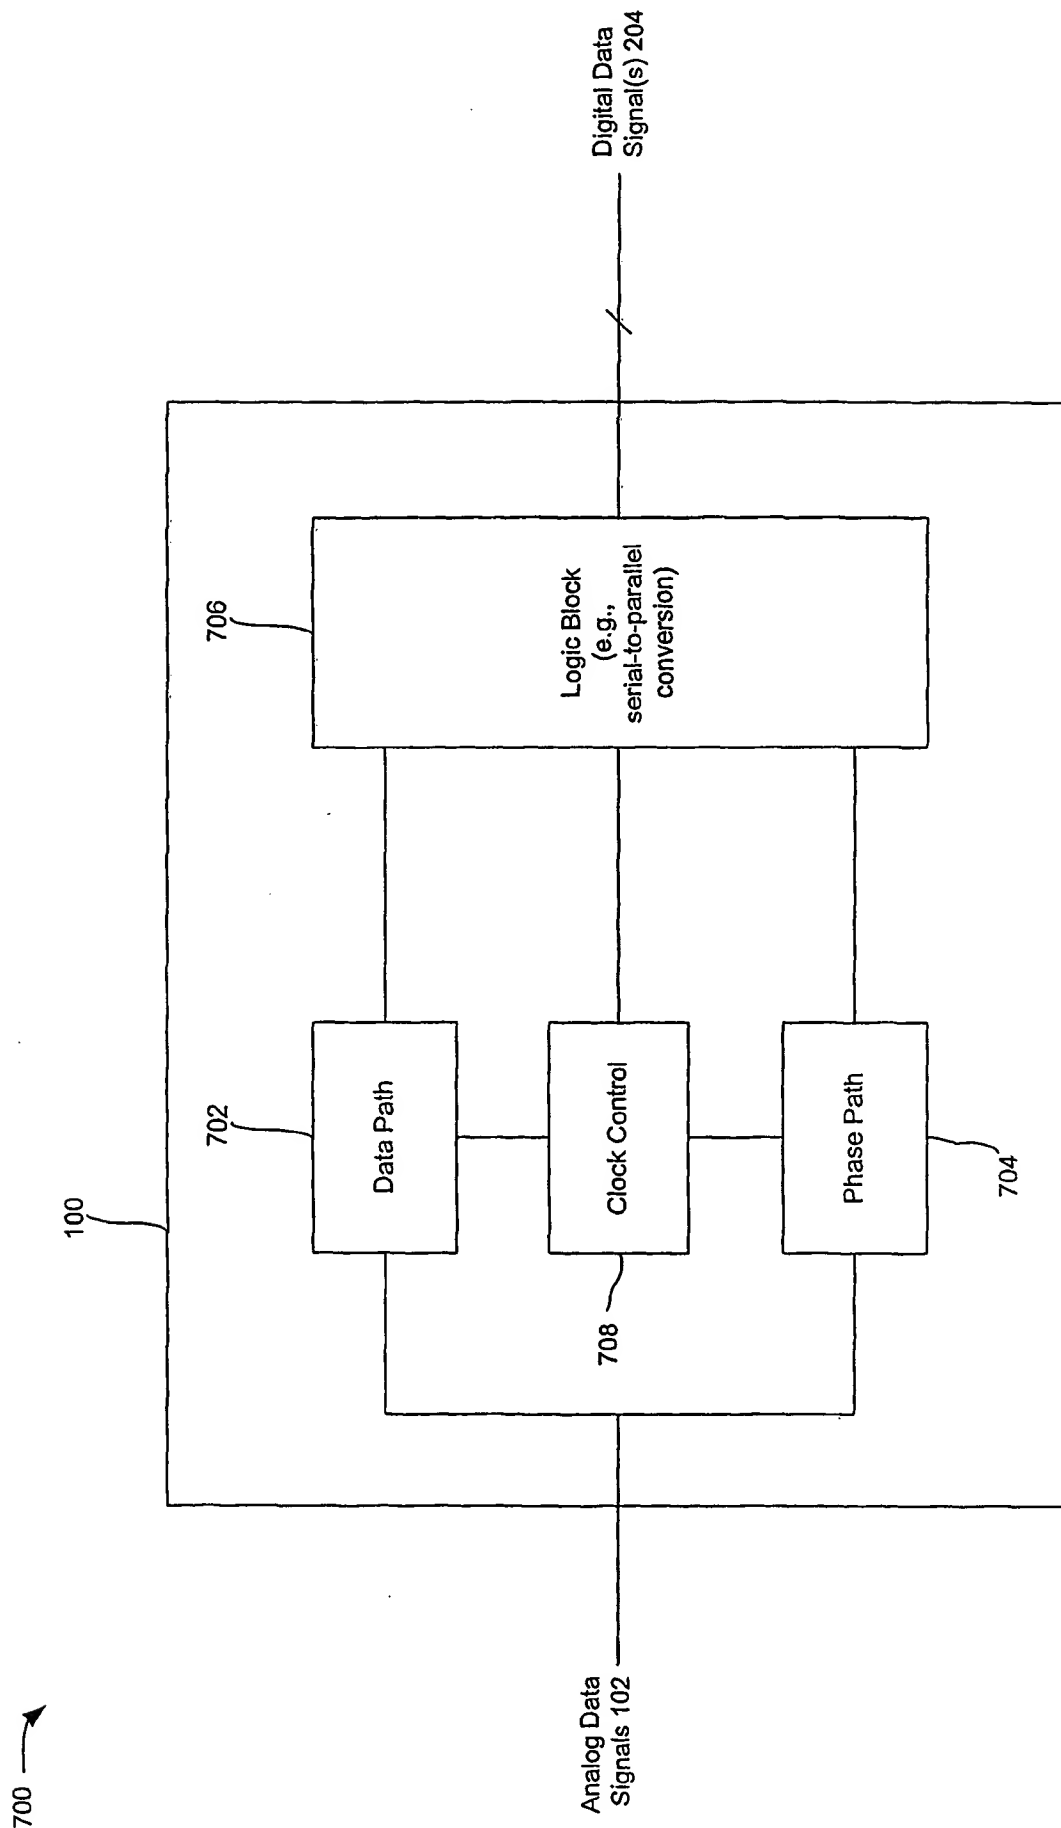 700
100
702
Data Path
706
Logic Block
(e.g.,
serial-to-parallel
conversion)
Analog Data
Signals 102
708
Clock Control
Digital Data
Signal(s) 204
Phase Path
704